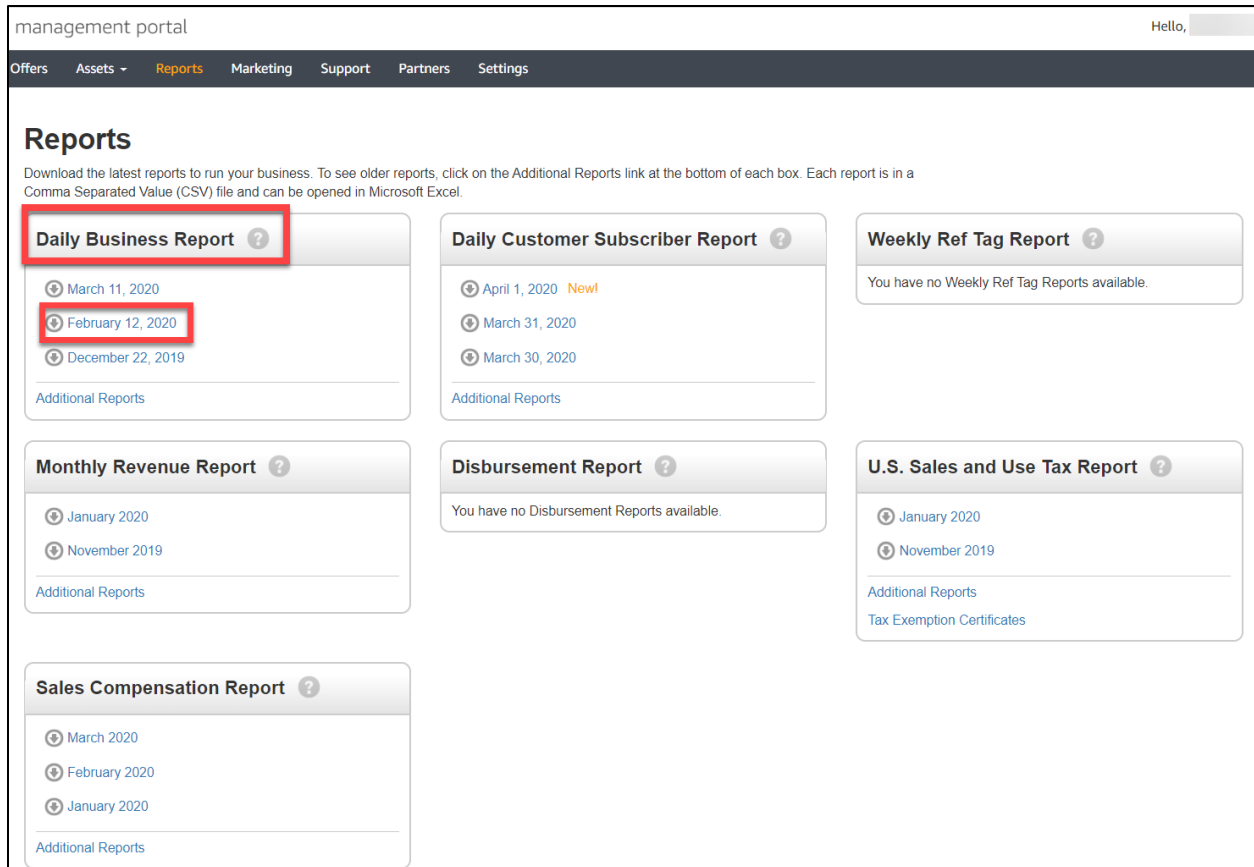 management portal
Hello,
Offers Assets Reports Marketing Support Partners Settings
Reports
Download the latest reports to run your business. To see older reports, click on the Additional Reports link at the bottom of each box. Each report is in a
Comma Separated Value (CSV) file and can be opened in Microsoft Excel.
Daily Business Report ?
March 11, 2020
February 12, 2020
December 22, 2019
Additional Reports
Daily Customer Subscriber Report ?
April 1, 2020 New!
March 31, 2020
March 30, 2020
Additional Reports
Weekly Ref Tag Report ?
You have no Weekly Ref Tag Reports available.
Monthly Revenue Report ?
January 2020
November 2019
Additional Reports
Disbursement Report ?
You have no Disbursement Reports available.
U.S. Sales and Use Tax Report ?
January 2020
November 2019
Additional Reports
Tax Exemption Certificates
Sales Compensation Report ?
March 2020
February 2020
January 2020
Additional Reports